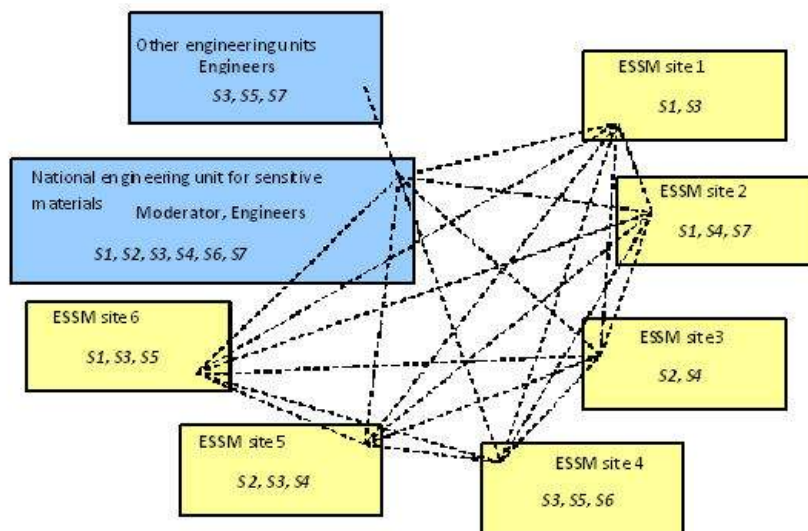 Other engineering units
Engineers
S3, S5, S7
ESSM site 1
S1, S3
National engineering unit for sensitive
materials
Moderator, Engineers
S1, S2, S3, S4, S6, S7
ESSM site 2
S1, S4, S7
ESSM site 6
S1, S3, S5
ESSM site3
S2, S4
ESSM site 5
S2, S3, S4
ESSM site 4
S3, S5, S6